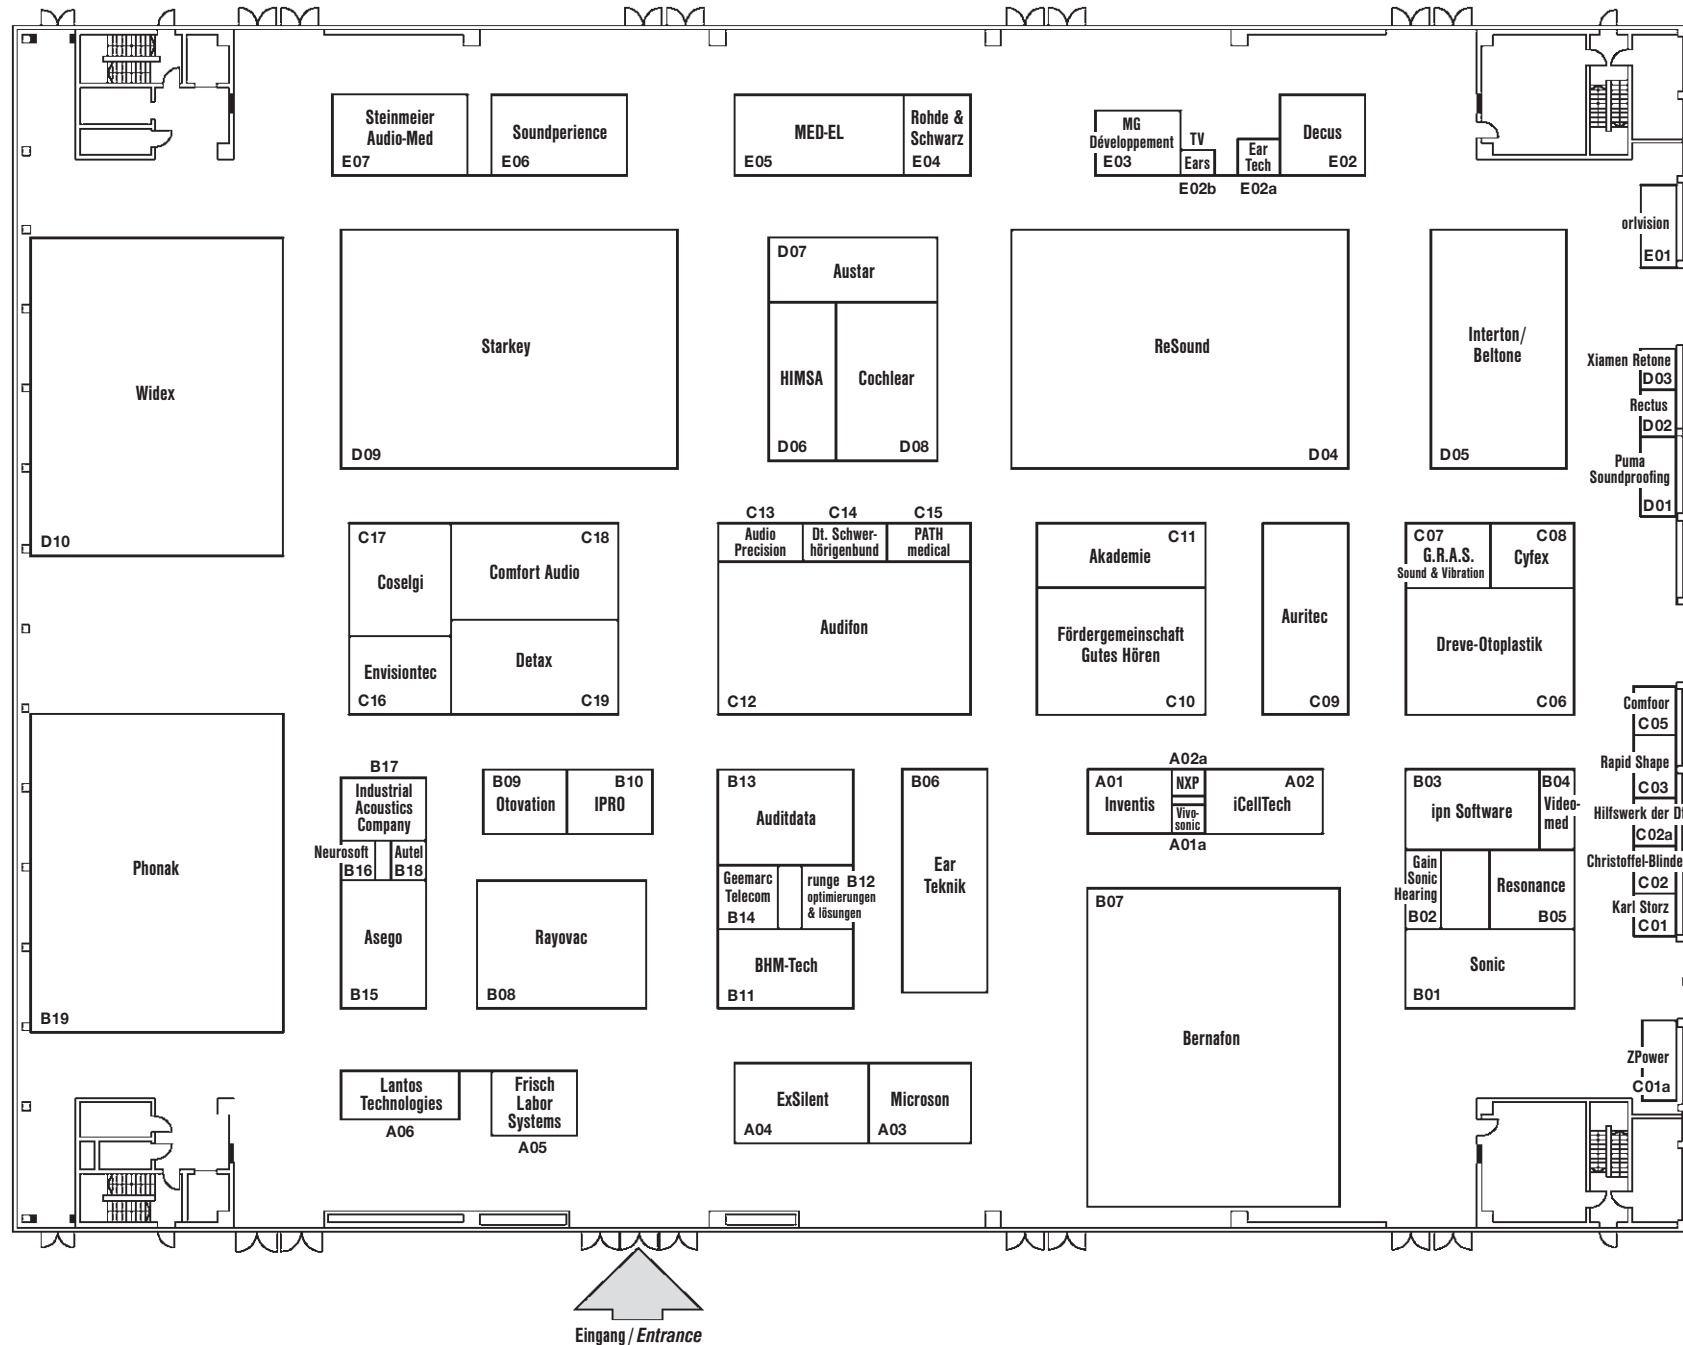 Steinmeier
Audio-Med
E07
Soundperience
E06
MED-EL
E05
Rohde &
Schwarz
E04
MG
Développement
E03
TV
Ears
E02b
Ear
Tech
E02a
Decus
E02
orlvision
E01
Widex
D10
Starkey
D09
D07
Austar
HIMSA
D06
Cochlear
D08
ReSound
D04
Interton/
Beltone
D05
Xiamen Retone
D03
Rectus
D02
Puma
Soundproofing
D01
C17
Coselgi
C18
Comfort Audio
Envisiontec
C16
Detax
C19
C13
Audio
Precision
C14
Dt. Schwer-
hörigenbund
C15
PATH
medical
Audifon
C12
C11
Akademie
Fördergemeinschaft
Gutes Hören
C10
Auritec
C09
C07
G.R.A.S.
Sound & Vibration
C08
Cyfex
Dreve-Otoplastik
C06
Comfoor
C05
Rapid Shape
C03
Hilfswerk der Dt
C02a
Christoffel-Blinde
C02
Karl Storz
C01
Phonak
B19
B17
Industrial
Acoustics
Company
Neurosoft
B16
Autel
B18
Asego
B15
B09
Otovation
B10
IPRO
Rayovac
B08
B13
Auditdata
Geemarc
Telecom
B14
runge B12
optimierungen
& lösungen
BHM-Tech
B11
B06
Ear
Teknik
A01
Inventis
A02a
NXP
Vivo-
sonic
A01a
A02
iCellTech
B07
Bernafon
B03
ipn Software
B04
Video-
med
Gain
Sonic
Hearing
B02
Resonance
B05
Sonic
B01
ZPower
C01a
Lantos
Technologies
A06
Frisch
Labor
Systems
A05
ExSilent
A04
Microson
A03
Eingang / Entrance